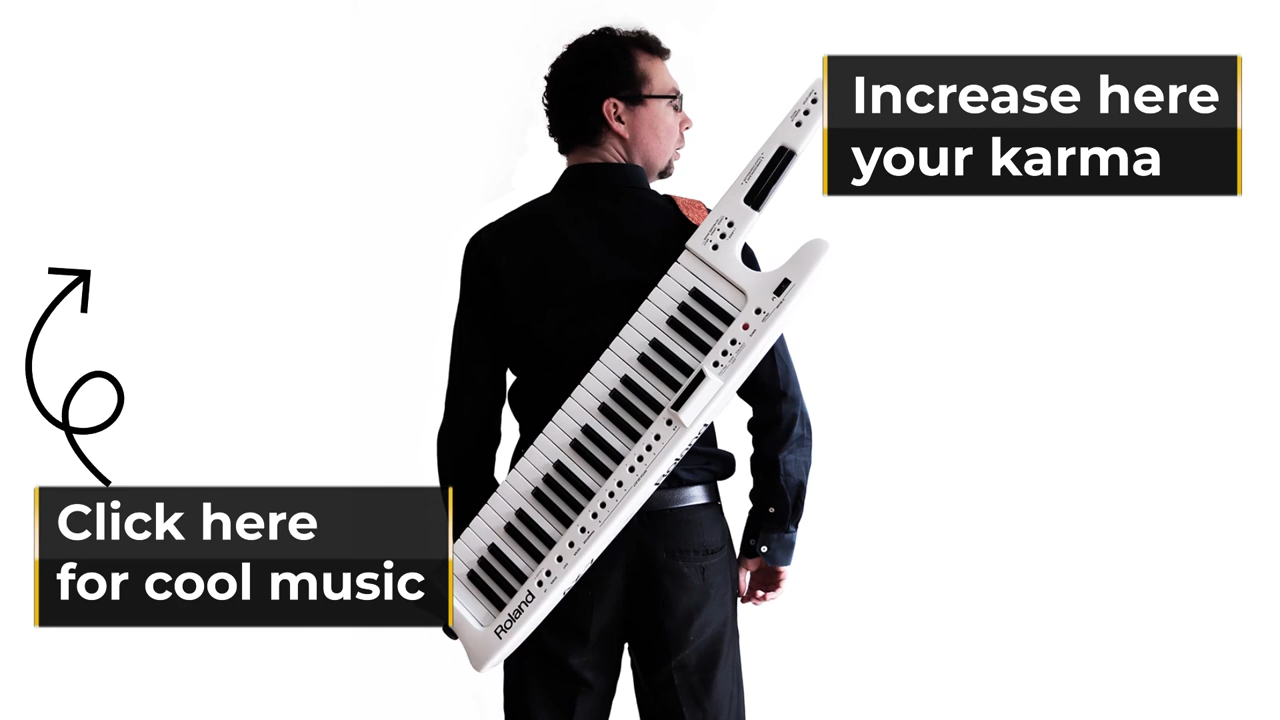 Increase here
your karma
Click here
for cool music
Roland